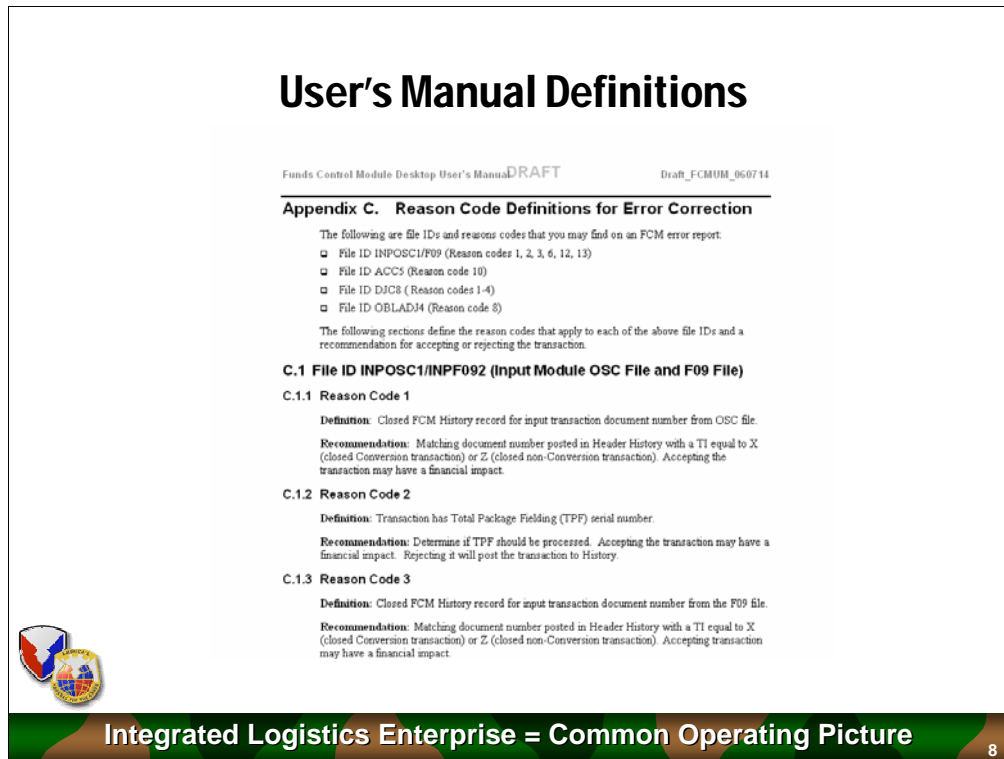 User's Manual Definitions
Funds Control Module Desktop User's Manual DRAFT Draft_FCMUM_060714
Appendix C. Reason Code Definitions for Error Correction
The following are file IDs and reasons codes that you may find on an FCM error report:
File ID INPOSC1/F09 (Reason codes 1, 2, 3, 6, 12, 13)
File ID ACC5 (Reason code 10)
File ID DJC8 ( Reason codes 1-4)
File ID OBLADJ4 (Reason code 8)
The following sections define the reason codes that apply to each of the above file IDs and a
recommendation for accepting or rejecting the transaction.
C.1 File ID INPOSC1/INPF092 (Input Module OSC File and F09 File)
C.1.1 Reason Code 1
Definition: Closed FCM History record for input transaction document number from OSC file.
Recommendation: Matching document number posted in Header History with a TI equal to X
(closed Conversion transaction) or Z (closed non-Conversion transaction). Accepting the
transaction may have a financial impact.
C.1.2 Reason Code 2
Definition: Transaction has Total Package Fielding (TPF) serial number.
Recommendation: Determine if TPF should be processed. Accepting the transaction may have a
financial impact. Rejecting it will post the transaction to History.
C.1.3 Reason Code 3
Definition: Closed FCM History record for input transaction document number from the F09 file.
Recommendation: Matching document number posted in Header History with a TI equal to X
(closed Conversion transaction) or Z (closed non-Conversion transaction). Accepting transaction
may have a financial impact.
Integrated Logistics Enterprise = Common Operating Picture
8